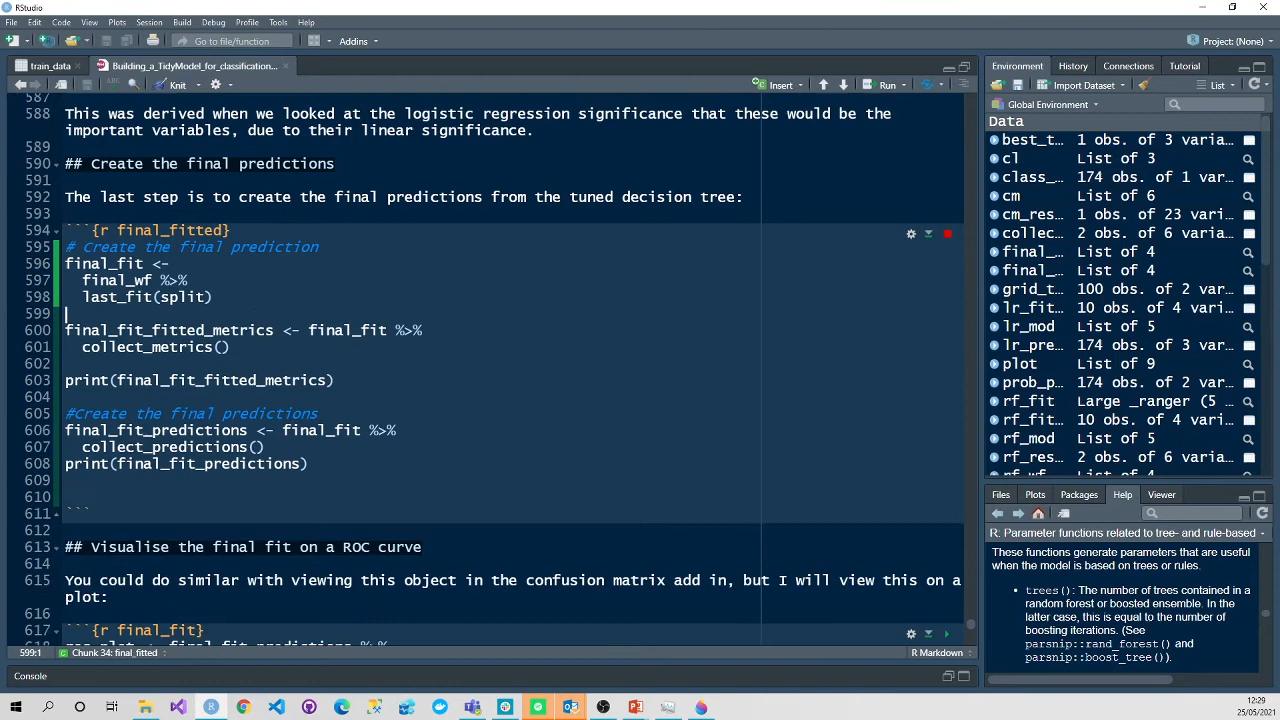 RStudio
File Edit Code View Plots Session Build Debug Profile Tools Help
Go to file/function
Addins
Project: (None)
train_data
Building_a_TidyModel_for_classification...
Knit
Insert
Run
587
588 This was derived when we looked at the logistic regression significance that these would be the
important variables, due to their linear significance.
589
590 ## Create the final predictions
591
592 The last step is to create the final predictions from the tuned decision tree:
593
594 ```{r final_fitted}
595 # Create the final prediction
596 final_fit <-
597 final_wf %>%
598 last_fit(split)
599
600 final_fit_fitted_metrics <- final_fit %>%
601 collect_metrics()
602
603 print(final_fit_fitted_metrics)
604
605 #Create the final predictions
606 final_fit_predictions <- final_fit %>%
607 collect_predictions()
608 print(final_fit_predictions)
609
610
611 ```
612
613 ## Visualise the final fit on a ROC curve
614
615 You could do similar with viewing this object in the confusion matrix add in, but I will view this on a
plot:
616
617 ```{r final_fit}
618 roc_plot <- final_fit_predictions %>%
599:1 Chunk 34: final_fitted R Markdown
Console
Environment History Connections Tutorial
Import Dataset List
Global Environment
Data
best_t... 1 obs. of 3 varia...
cl List of 3
class_... 174 obs. of 1 var...
cm List of 6
cm_res... 1 obs. of 23 varia...
collec... 2 obs. of 6 varia...
final_... List of 4
final_... List of 4
grid_t... 100 obs. of 2 varia...
lr_fit... 10 obs. of 4 varia...
lr_mod List of 5
lr_pre... 174 obs. of 3 var...
plot List of 9
prob_p... 174 obs. of 2 var...
rf_fit Large _ranger (5 ...
rf_fit... 10 obs. of 4 varia...
rf_mod List of 5
rf_res... 2 obs. of 6 varia...
rf_wf List of 4
Files Plots Packages Help Viewer
R: Parameter functions related to tree- and rule-based
These functions generate parameters that are useful
when the model is based on trees or rules.
• trees(): The number of trees contained in a
random forest or boosted ensemble. In the
latter case, this is equal to the number of
boosting iterations. (See
parsnip::rand_forest() and
parsnip::boost_tree()).
12:29
25/05/2021